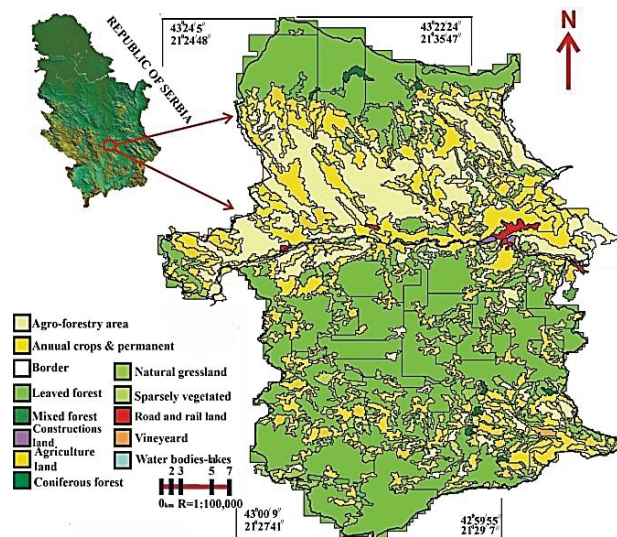 43°24′5″
21°24′48″
43°22′24″
21°35′47″
N
REPUBLIC OF SERBIA
Agro-forestry area
Annual crops & permanent
Border
Leaved forest
Mixed forest
Constructions
land
Agriculture
land
Coniferous forest
Natural gressland
Sparsely vegetated
Road and rail land
Vineyeard
Water bodies-lakes
2 3 5 7
0km R=1:100,000
43°00′9″
21°27′41″
42°59′55″
21°29′7″